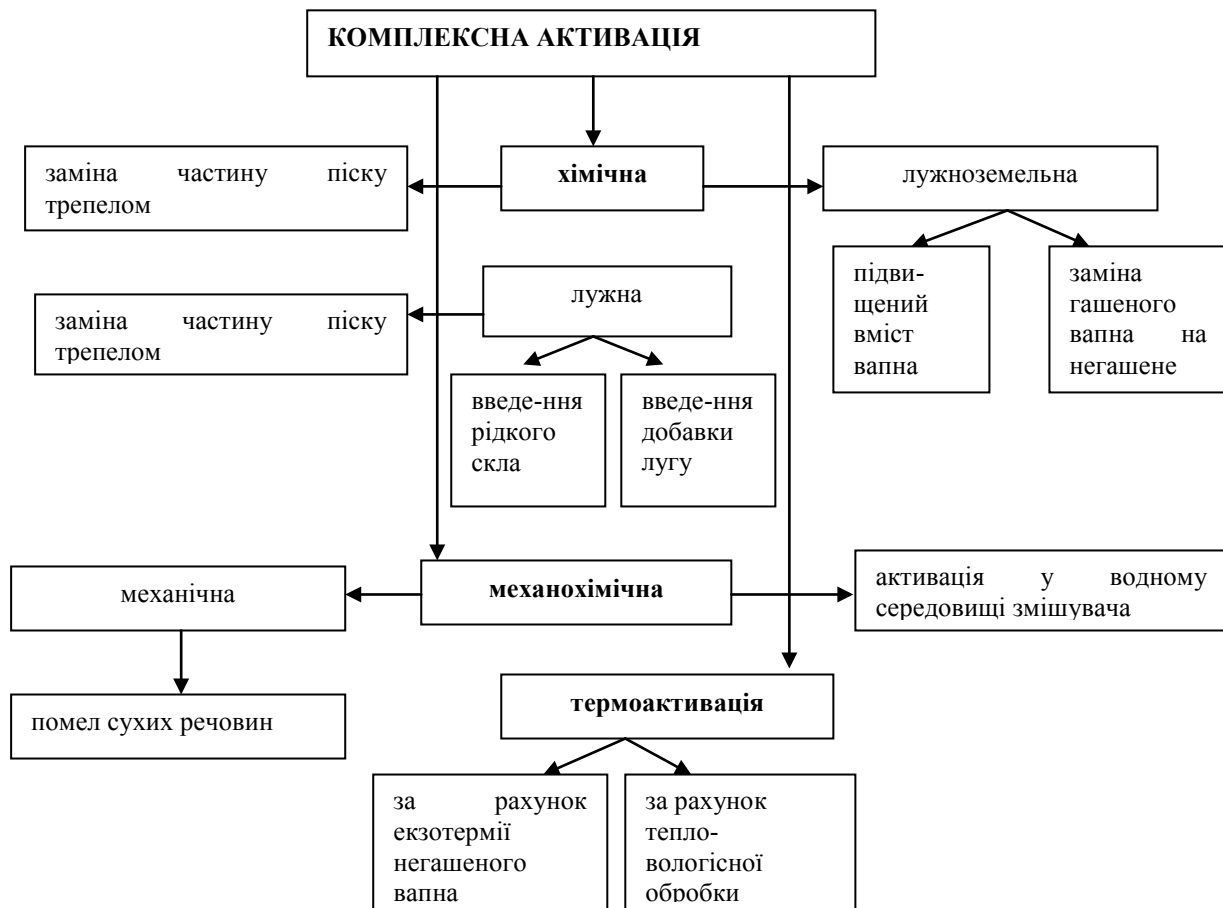 КОМПЛЕКСНА АКТИВАЦІЯ
заміна частину піску
трепелом
хімічна
лужноземельна
підви-
щений
вміст
вапна
заміна
гашеного
вапна на
негашене
заміна частину піску
трепелом
лужна
введе-ння
рідкого
скла
введе-ння
добавки
лугу
механічна
механохімічна
активація у водному
середовищі змішувача
помел сухих речовин
термоактивація
за рахунок
екзотермії
негашеного
вапна
за рахунок
тепло-
вологісної
обробки